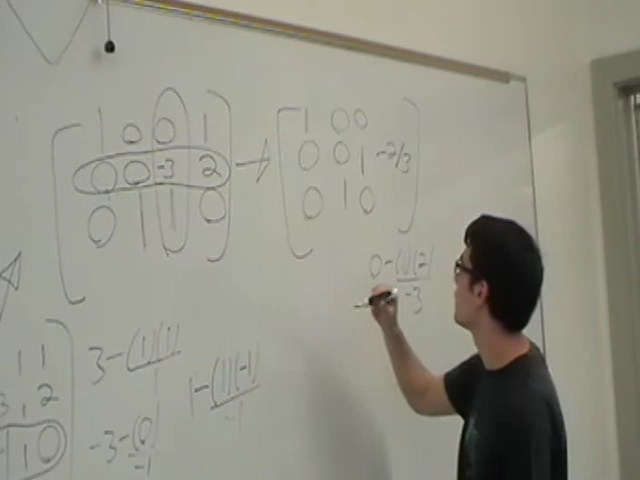 1 0 0 1
0 0 -3 2
0 1 1 0
→
1 0 0
0 0 1 -2/3
0 1 0
0-(1)(2)
-3
1 1
3 1 2
1 0
3-(1)(1)
1
-3-(0)
-1
1-(1)(-1)
-1